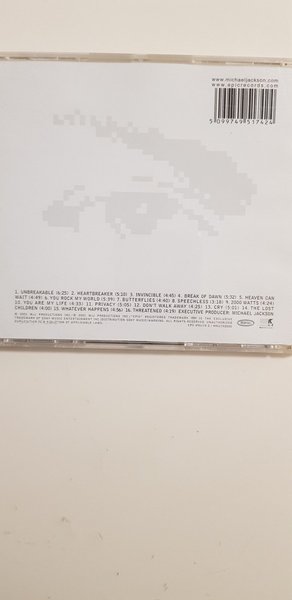 www.michaeljackson.com
www.epicrecords.com
5 099749 517424
1. UNBREAKABLE (6:25) 2. HEARTBREAKER (5:10) 3. INVINCIBLE (4:45) 4. BREAK OF DAWN (5:32) 5. HEAVEN CAN
WAIT (4:49) 6. YOU ROCK MY WORLD (5:39) 7. BUTTERFLIES (4:40) 8. SPEECHLESS (3:18) 9. 2000 WATTS (4:24)
10. YOU ARE MY LIFE (4:33) 11. PRIVACY (5:05) 12. DON'T WALK AWAY (4:25) 13. CRY (5:01) 14. THE LOST
CHILDREN (4:00) 15. WHATEVER HAPPENS (4:56) 16. THREATENED (4:19) EXECUTIVE PRODUCER: MICHAEL JACKSON